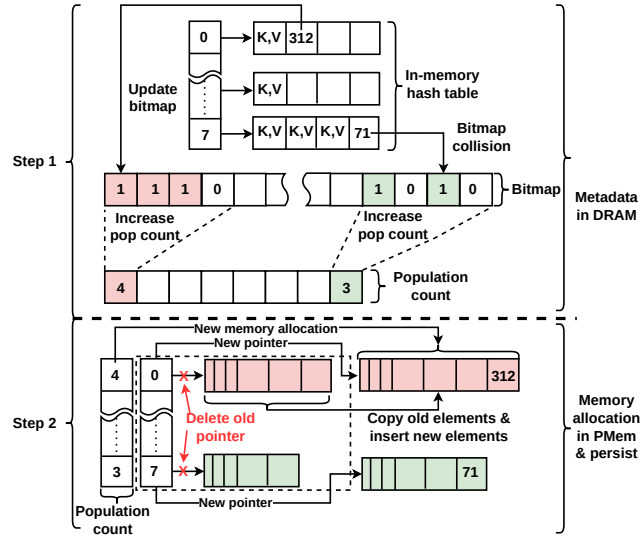 0
K,V 312
In-memory
hash table
Update
bitmap
K,V
7
K,V K,V K,V 71
Bitmap
collision
Step 1
Metadata
in DRAM
1 1 1 0 1 0 1 0
Bitmap
Increase
pop count
Increase
pop count
4 3
Population
count
New memory allocation
New pointer
4 0
x
312
Step 2
Delete old
pointer
Copy old elements &
insert new elements
Memory
allocation
in PMem
& persist
3 7
x
71
New pointer
Population
count